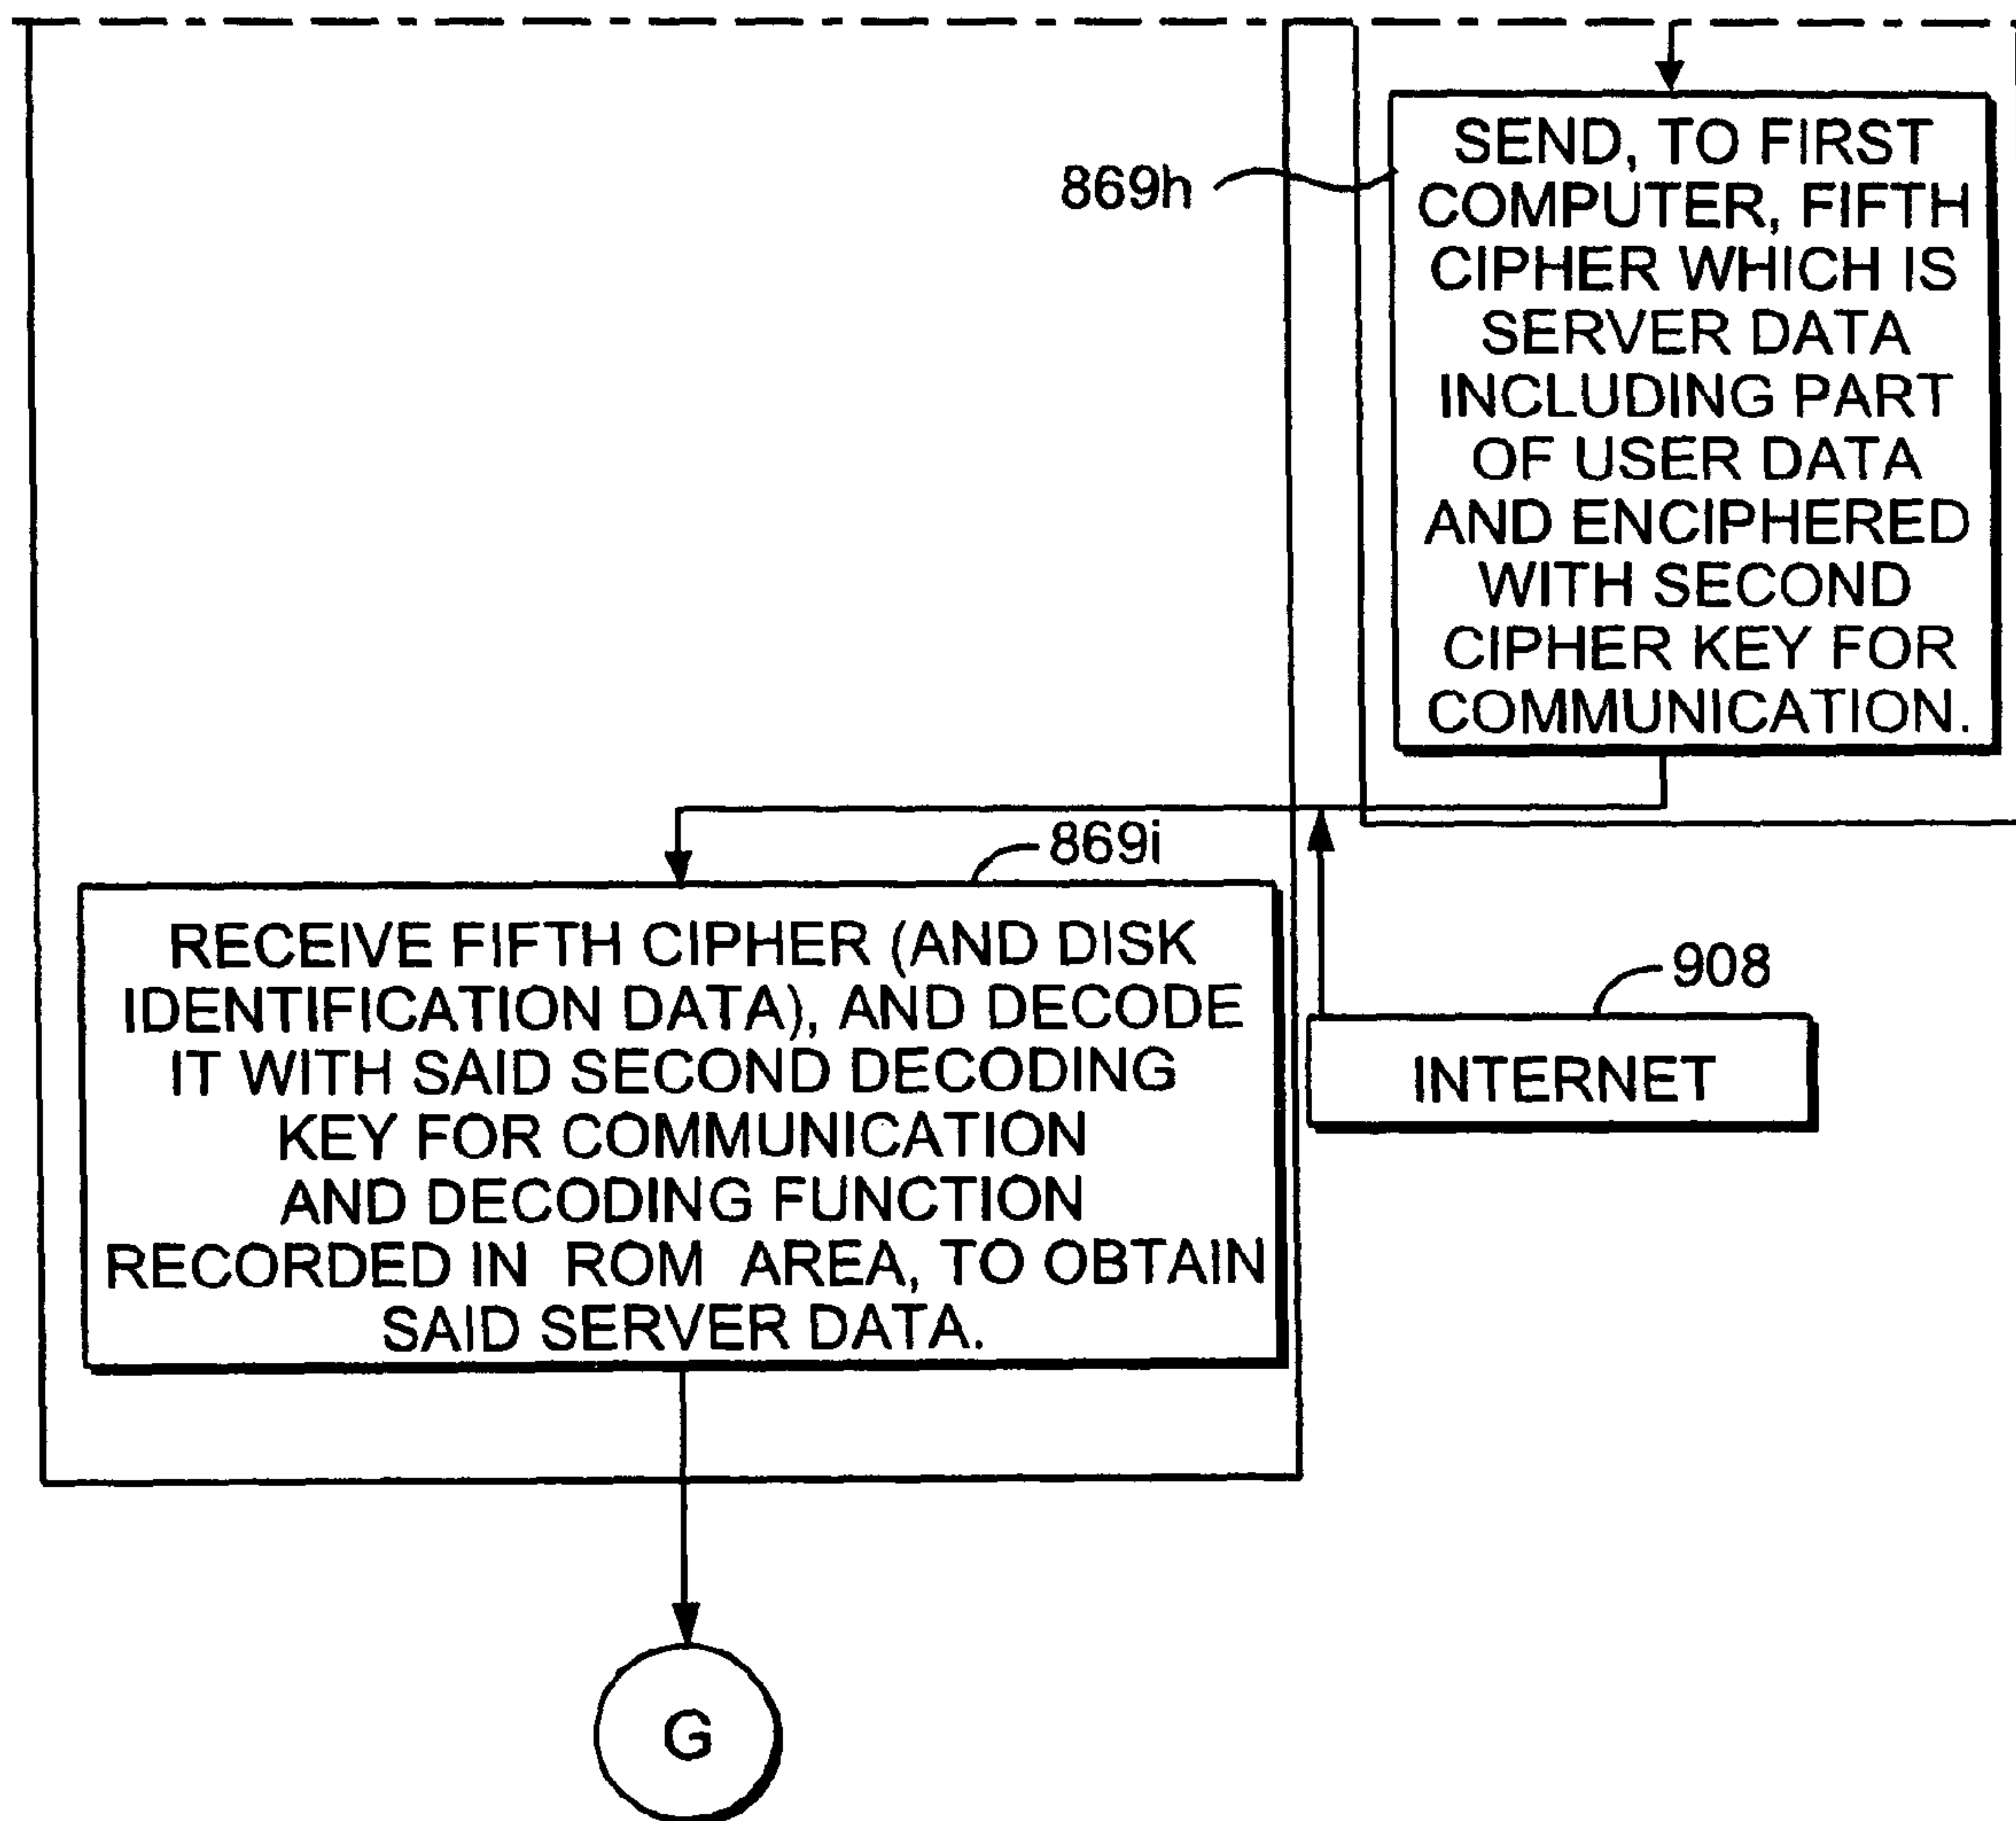 869h
SEND, TO FIRST
COMPUTER, FIFTH
CIPHER WHICH IS
SERVER DATA
INCLUDING PART
OF USER DATA
AND ENCIPHERED
WITH SECOND
CIPHER KEY FOR
COMMUNICATION.
869i
RECEIVE FIFTH CIPHER (AND DISK
IDENTIFICATION DATA), AND DECODE
IT WITH SAID SECOND DECODING
KEY FOR COMMUNICATION
AND DECODING FUNCTION
RECORDED IN ROM AREA, TO OBTAIN
SAID SERVER DATA.
908
INTERNET
G